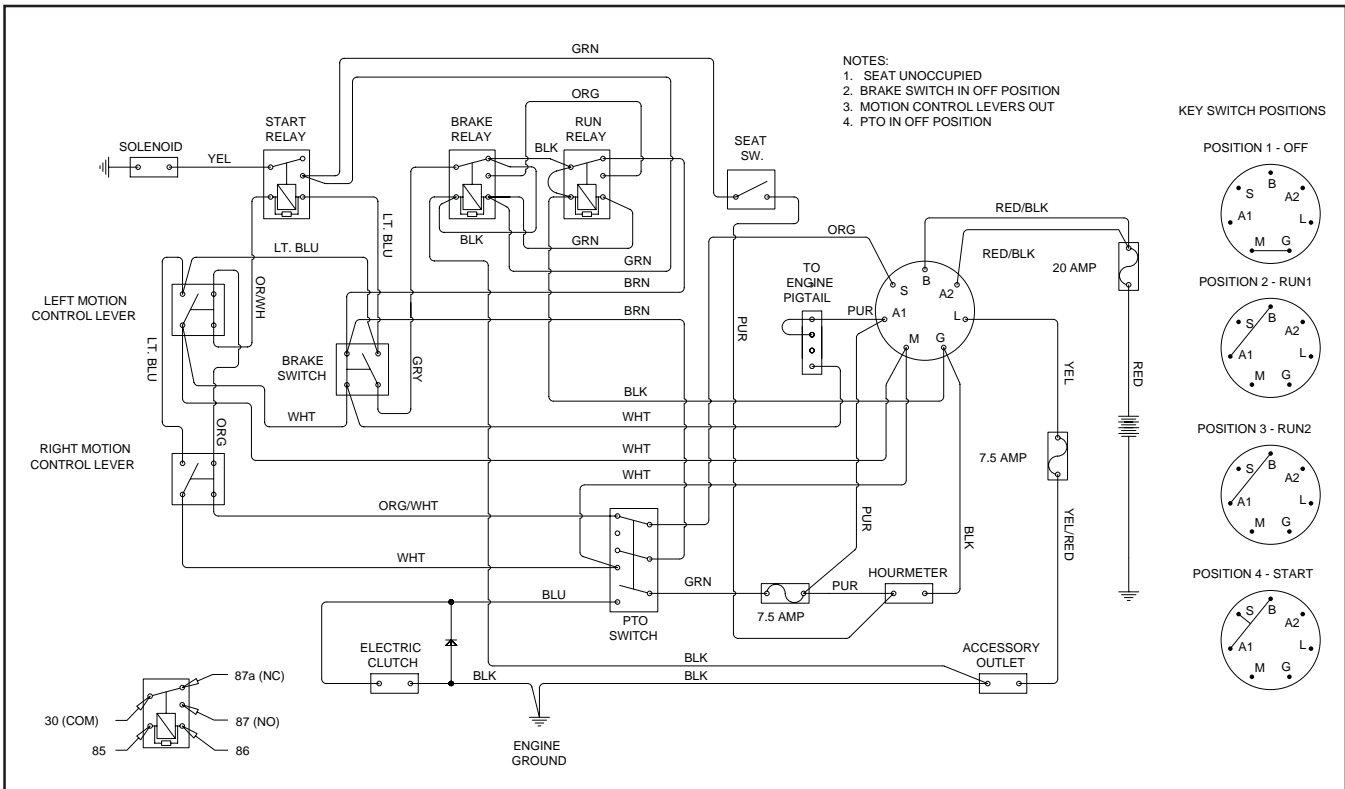 GRN
NOTES:
1. SEAT UNOCCUPIED
2. BRAKE SWITCH IN OFF POSITION
3. MOTION CONTROL LEVERS OUT
4. PTO IN OFF POSITION
KEY SWITCH POSITIONS
ORG
START
RELAY
BRAKE
RELAY
RUN
RELAY
BLK
SEAT
SW.
SOLENOID
YEL
POSITION 1 - OFF
B
S
A2
A1
L
M
G
LT. BLU
LT. BLU
BLK
GRN
GRN
BRN
BRN
ORG
RED/BLK
RED/BLK
20 AMP
TO
ENGINE
PIGTAIL
PUR
B
S
A2
A1
L
M
G
POSITION 2 - RUN1
B
S
A2
A1
L
M
G
LEFT MOTION
CONTROL LEVER
OR/WH
LT. BLU
BRAKE
SWITCH
GRY
PUR
YEL
RED
BLK
WHT
WHT
ORG
RIGHT MOTION
CONTROL LEVER
WHT
WHT
7.5 AMP
POSITION 3 - RUN2
B
S
A2
A1
L
M
G
ORG/WHT
WHT
PUR
BLK
YEL/RED
BLU
GRN
PUR
HOURMETER
7.5 AMP
PTO
SWITCH
POSITION 4 - START
B
S
A2
A1
L
M
G
ELECTRIC
CLUTCH
BLK
BLK
BLK
ACCESSORY
OUTLET
ENGINE
GROUND
87a (NC)
30 (COM)
87 (NO)
85
86